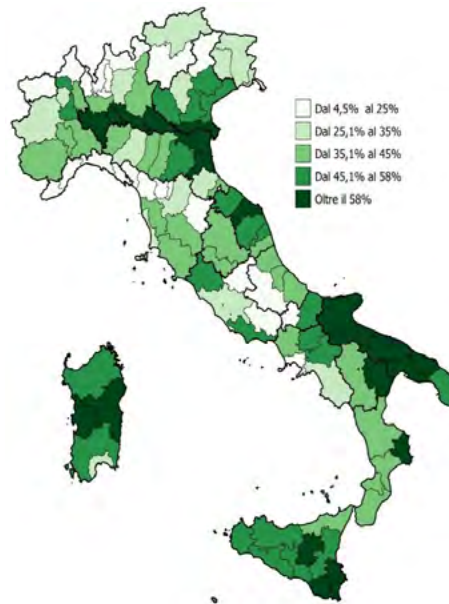 Dal 4,5% al 25%
Dal 25,1% al 35%
Dal 35,1% al 45%
Dal 45,1% al 58%
Oltre il 58%